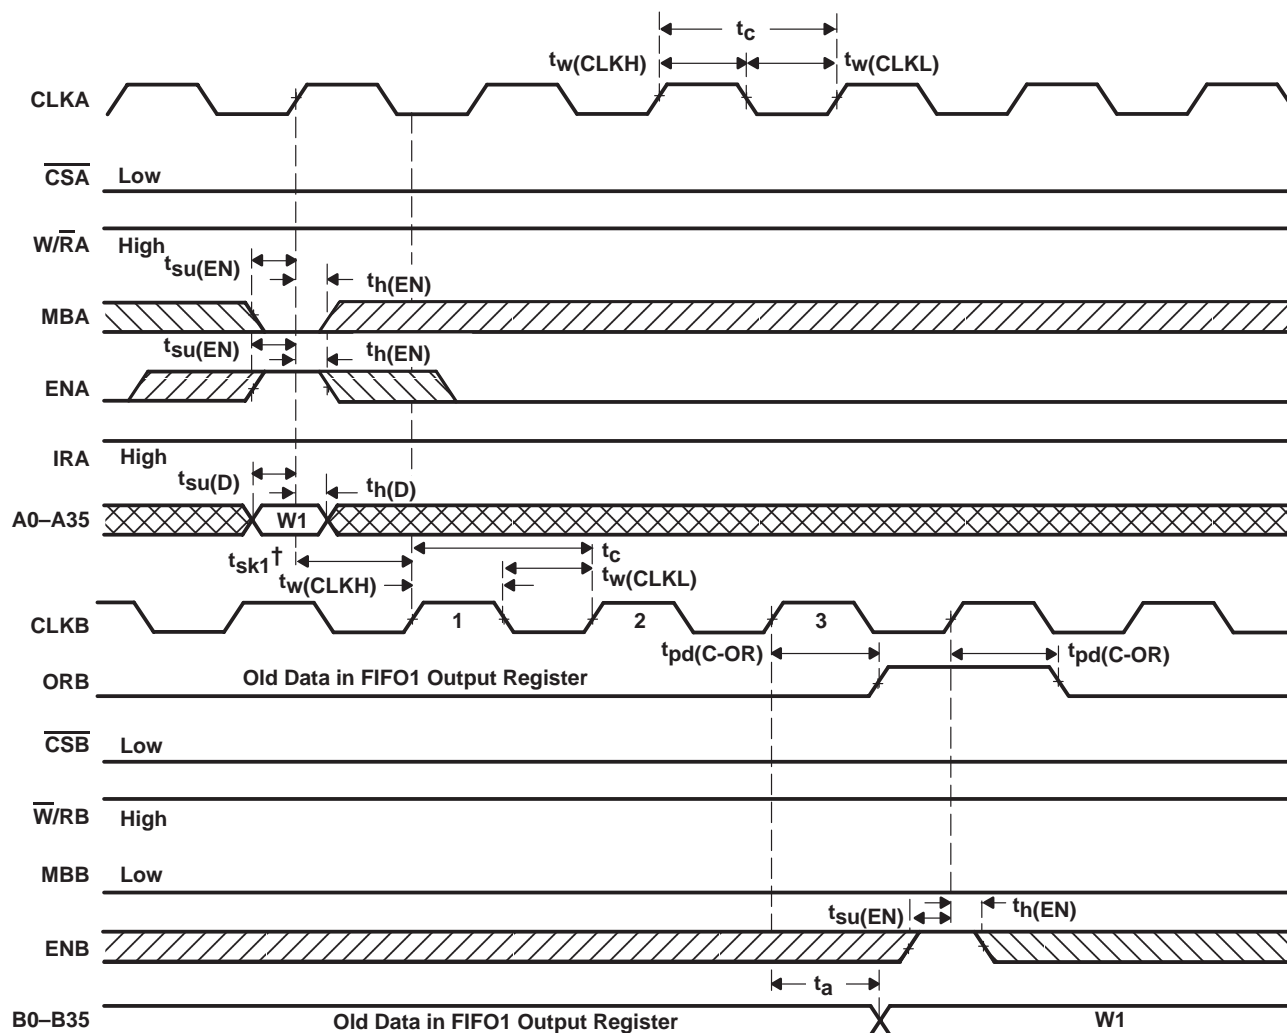 tc
tw(CLKH) tw(CLKL)
CLKA
CSA Low
W/RA High
tsu(EN) th(EN)
MBA
tsu(EN) th(EN)
ENA
IRA High
tsu(D) th(D)
A0–A35 W1
tsk1† tc
tw(CLKH) tw(CLKL)
CLKB 1 2 3
tpd(C-OR) tpd(C-OR)
ORB Old Data in FIFO1 Output Register
CSB Low
W/RB High
MBB Low
tsu(EN) th(EN)
ENB
ta
B0–B35 Old Data in FIFO1 Output Register W1